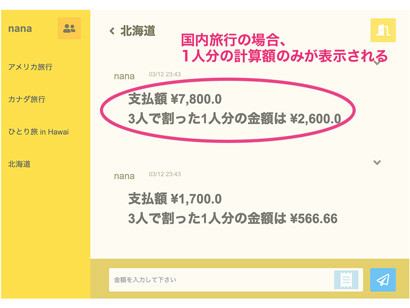 nana
アメリカ旅行
カナダ旅行
ひとり旅 in Hawai
北海道
北海道
国内旅行の場合、
1人分の計算額のみが表示される
nana 03/12 23:43
支払額 ¥7,800.0
3人で割った1人分の金額は ¥2,600.0
nana 03/12 23:43
支払額 ¥1,700.0
3人で割った1人分の金額は ¥566.66
金額を入力して下さい